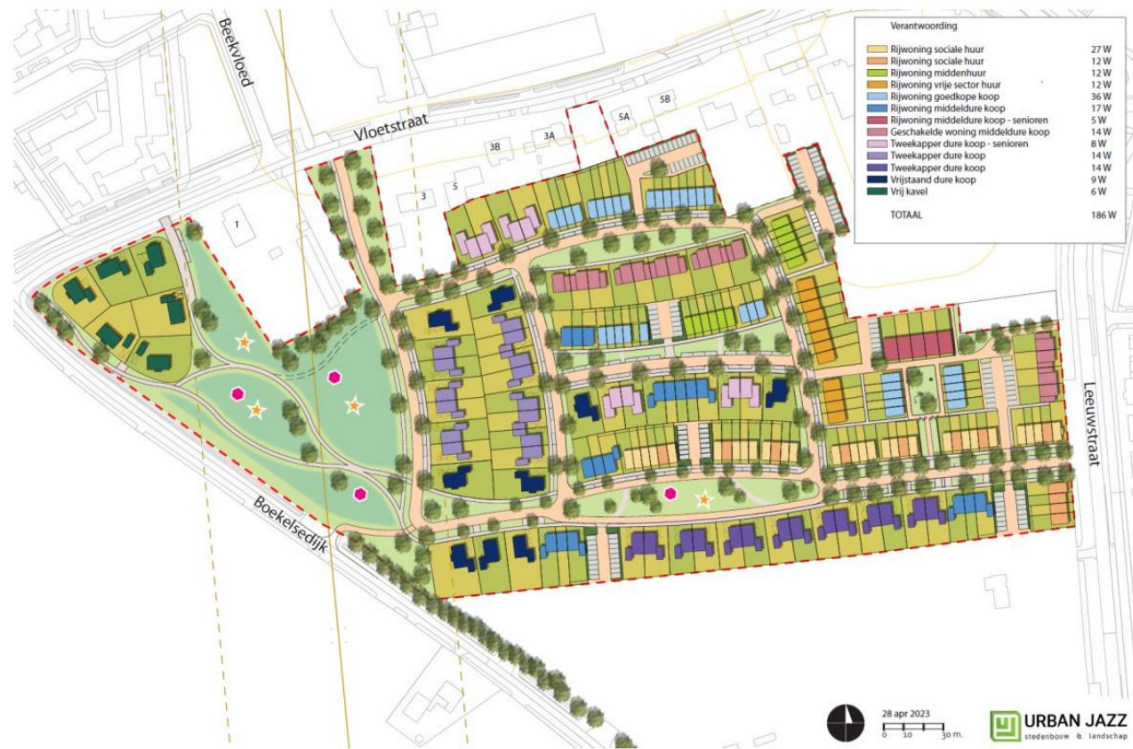 Verantwoording
Rijwoning sociale huur 27 W
Rijwoning sociale huur 12 W
Rijwoning middenhuur 12 W
Rijwoning vrije sector huur 12 W
Rijwoning goedkope koop 36 W
Rijwoning middeldure koop 17 W
Rijwoning middeldure koop - senioren 5 W
Geschakelde woning middeldure koop 14 W
Tweekapper dure koop - senioren 8 W
Tweekapper dure koop 14 W
Tweekapper dure koop 14 W
Vrijstaand dure koop 9 W
Vrij kavel 6 W
TOTAAL 186 W
Beekvloed
Vloetstraat
5B
5A
3A
3B
5
3
1
Leeuwstraat
Boekelsedijk
28 apr 2023
0 10 30 m.
UJ URBAN JAZZ
stedenbouw & landschap